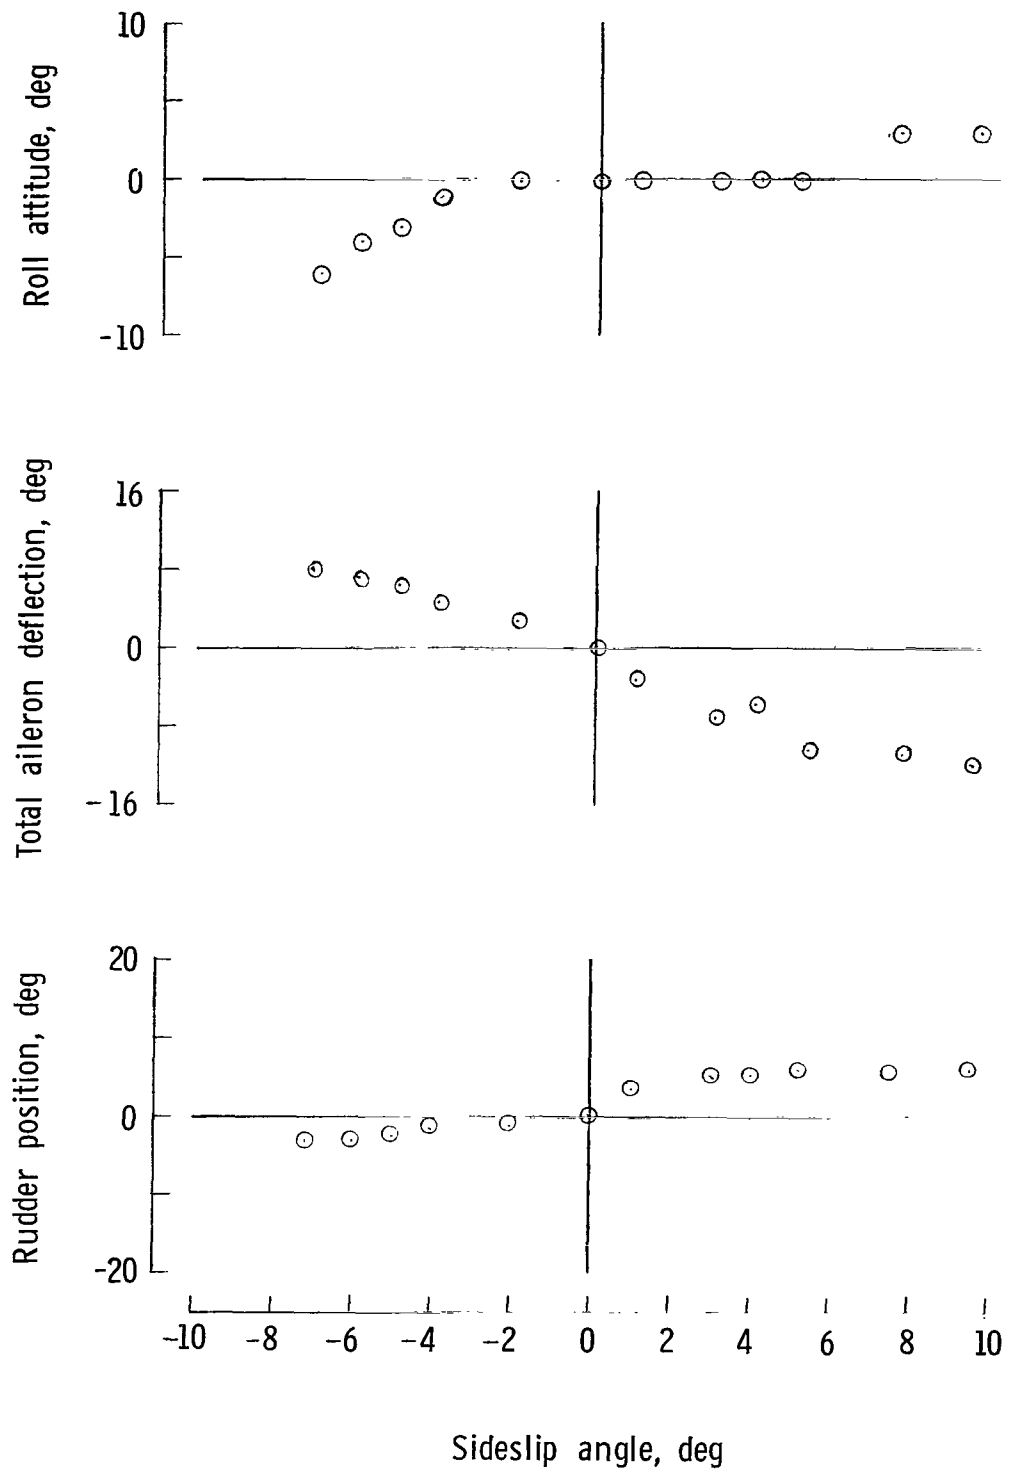 Roll attitude, deg
10
0
-10
Total aileron deflection, deg
16
0
-16
Rudder position, deg
20
0
-20
-10 -8 -6 -4 -2 0 2 4 6 8 10
Sideslip angle, deg